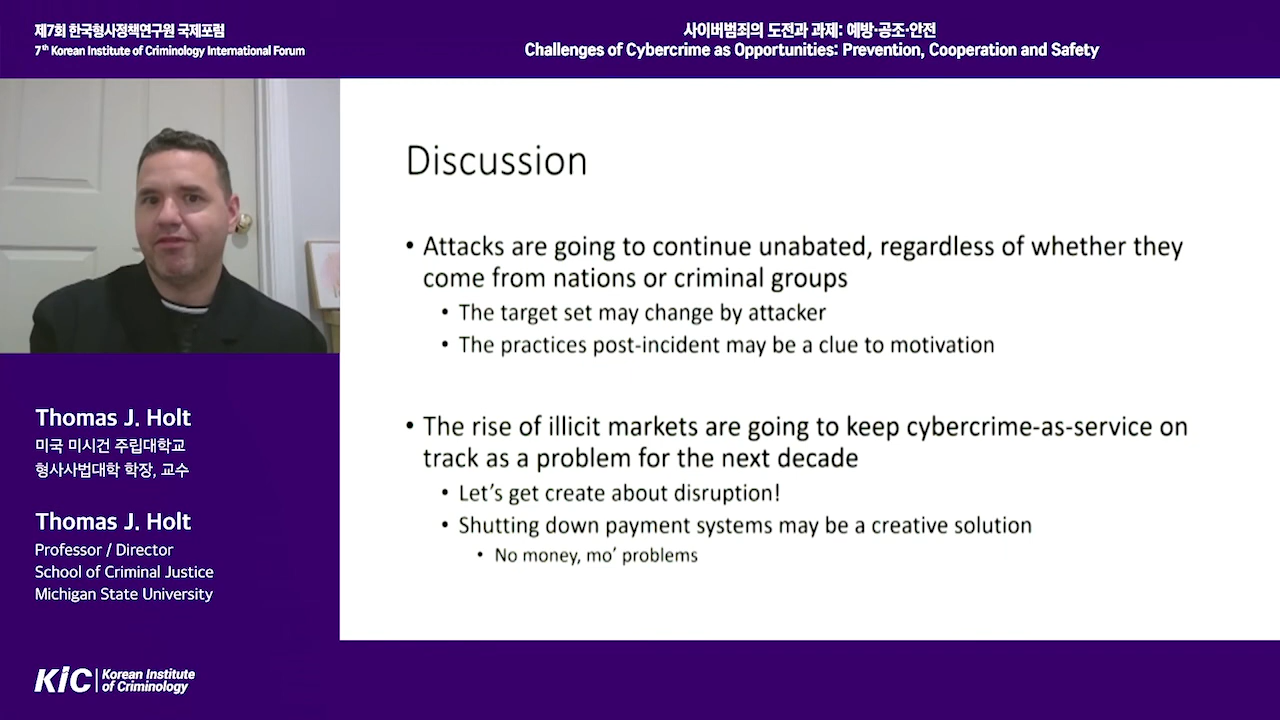 제7회 한국형사정책연구원 국제포럼
7th Korean Institute of Criminology International Forum
사이버범죄의 도전과 과제: 예방·공조·안전
Challenges of Cybercrime as Opportunities: Prevention, Cooperation and Safety
Thomas J. Holt
미국 미시건 주립대학교
형사사법대학 학장, 교수
Thomas J. Holt
Professor / Director
School of Criminal Justice
Michigan State University
KiC
Korean Institute
of Criminology
Discussion
• Attacks are going to continue unabated, regardless of whether they
come from nations or criminal groups
• The target set may change by attacker
• The practices post-incident may be a clue to motivation
• The rise of illicit markets are going to keep cybercrime-as-service on
track as a problem for the next decade
• Let's get create about disruption!
• Shutting down payment systems may be a creative solution
• No money, mo' problems